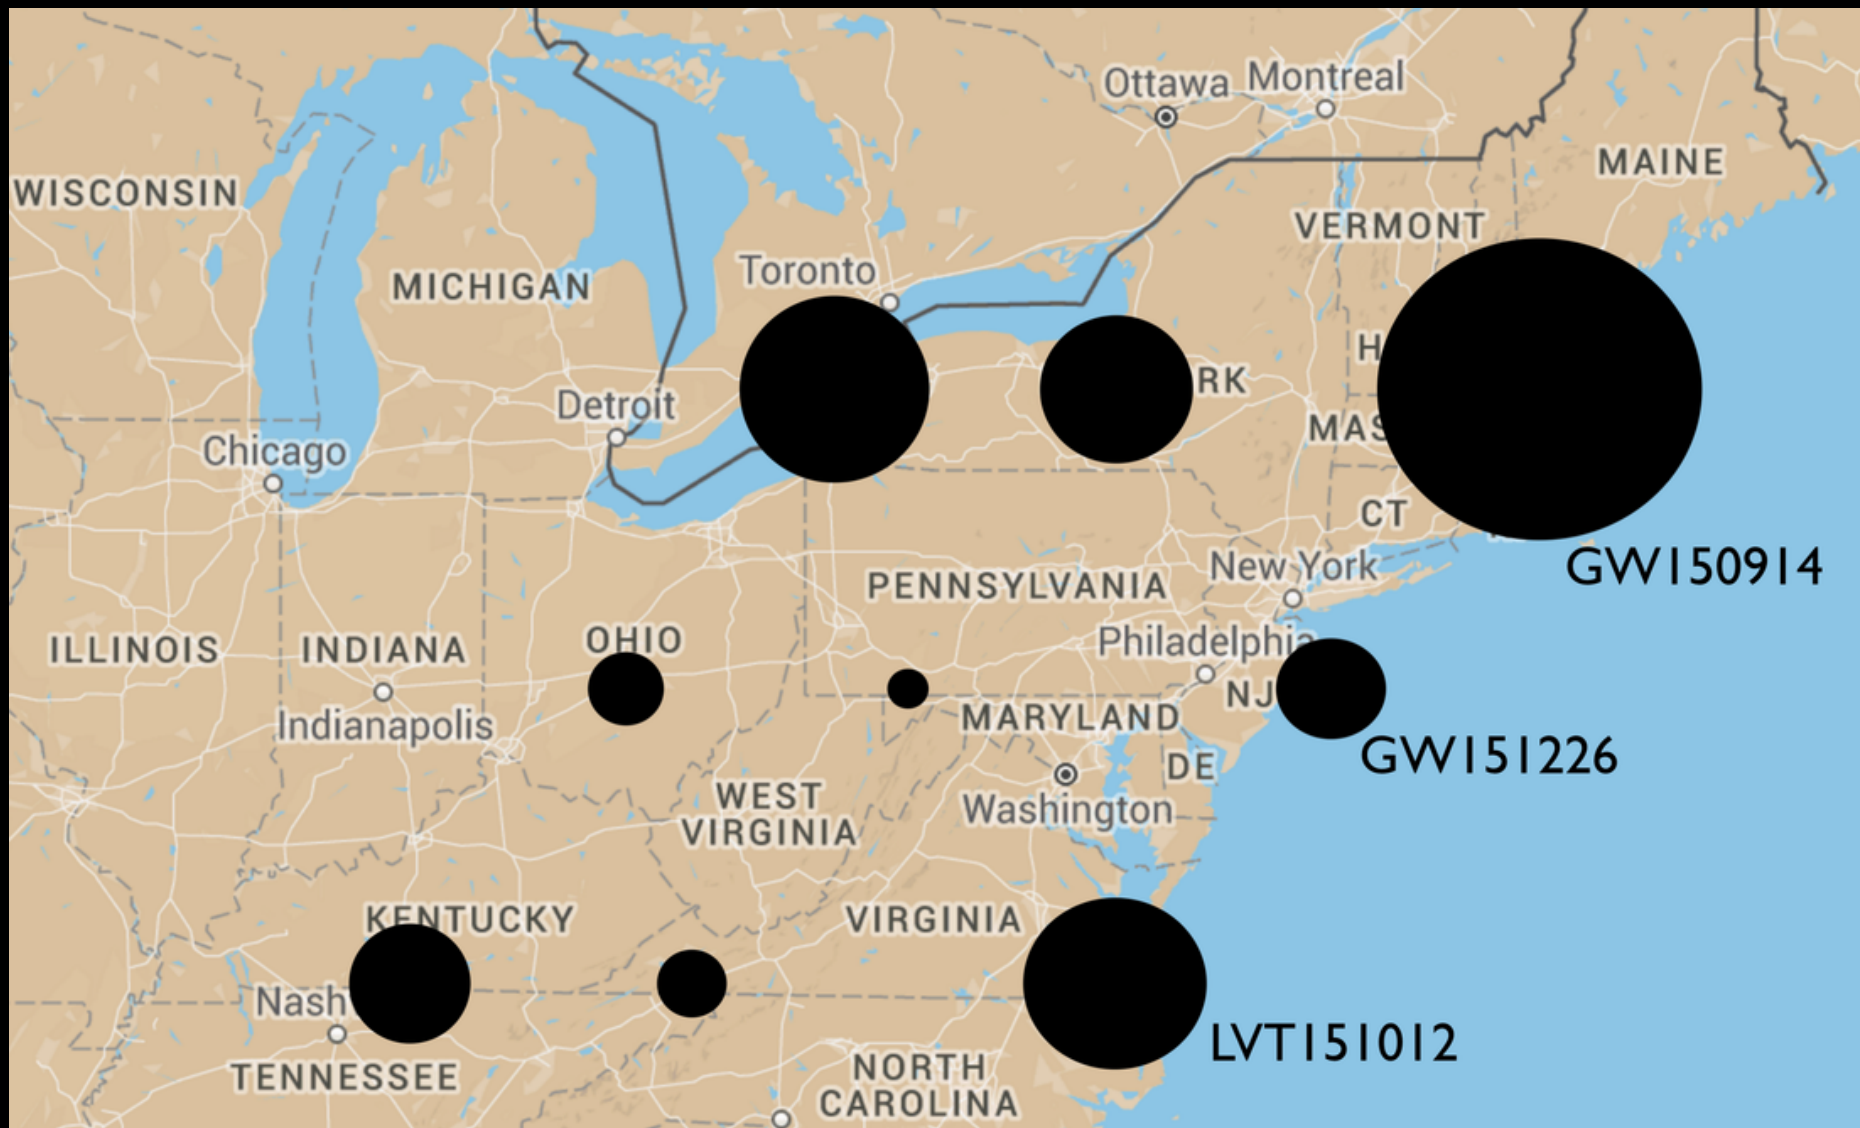 Ottawa
Montreal
MAINE
WISCONSIN
VERMONT
Toronto
MICHIGAN
H
RK
Detroit
MAS
Chicago
CT
New York
GW150914
PENNSYLVANIA
OHIO
Philadelphia
ILLINOIS
INDIANA
NJ
Indianapolis
MARYLAND
GW151226
DE
WEST
VIRGINIA
Washington
KENTUCKY
VIRGINIA
Nash
LVT151012
TENNESSEE
NORTH
CAROLINA